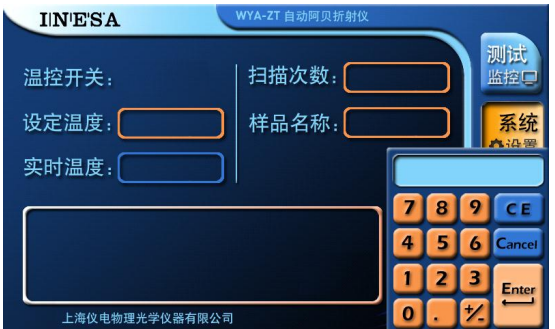 INESA
WYA-ZT 自动阿贝折射仪
温控开关：
扫描次数：
测试
监控
设定温度：
样品名称：
系统
设置
实时温度：
7 8 9 CE
4 5 6 Cancel
1 2 3 Enter
0 . +/-
上海仪电物理光学仪器有限公司